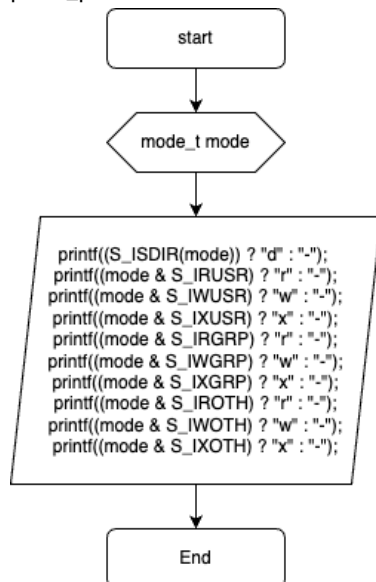 start
mode_t mode
printf((S_ISDIR(mode)) ? "d" : "-");
printf((mode & S_IRUSR) ? "r" : "-");
printf((mode & S_IWUSR) ? "w" : "-");
printf((mode & S_IXUSR) ? "x" : "-");
printf((mode & S_IRGRP) ? "r" : "-");
printf((mode & S_IWGRP) ? "w" : "-");
printf((mode & S_IXGRP) ? "x" : "-");
printf((mode & S_IROTH) ? "r" : "-");
printf((mode & S_IWOTH) ? "w" : "-");
printf((mode & S_IXOTH) ? "x" : "-");
End